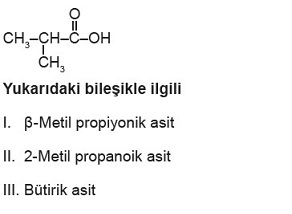 O
CH₃–CH–C–OH
CH₃
Yukarıdaki bileşikle ilgili
I. β-Metil propiyonik asit
II. 2-Metil propanoik asit
III. Bütirik asit